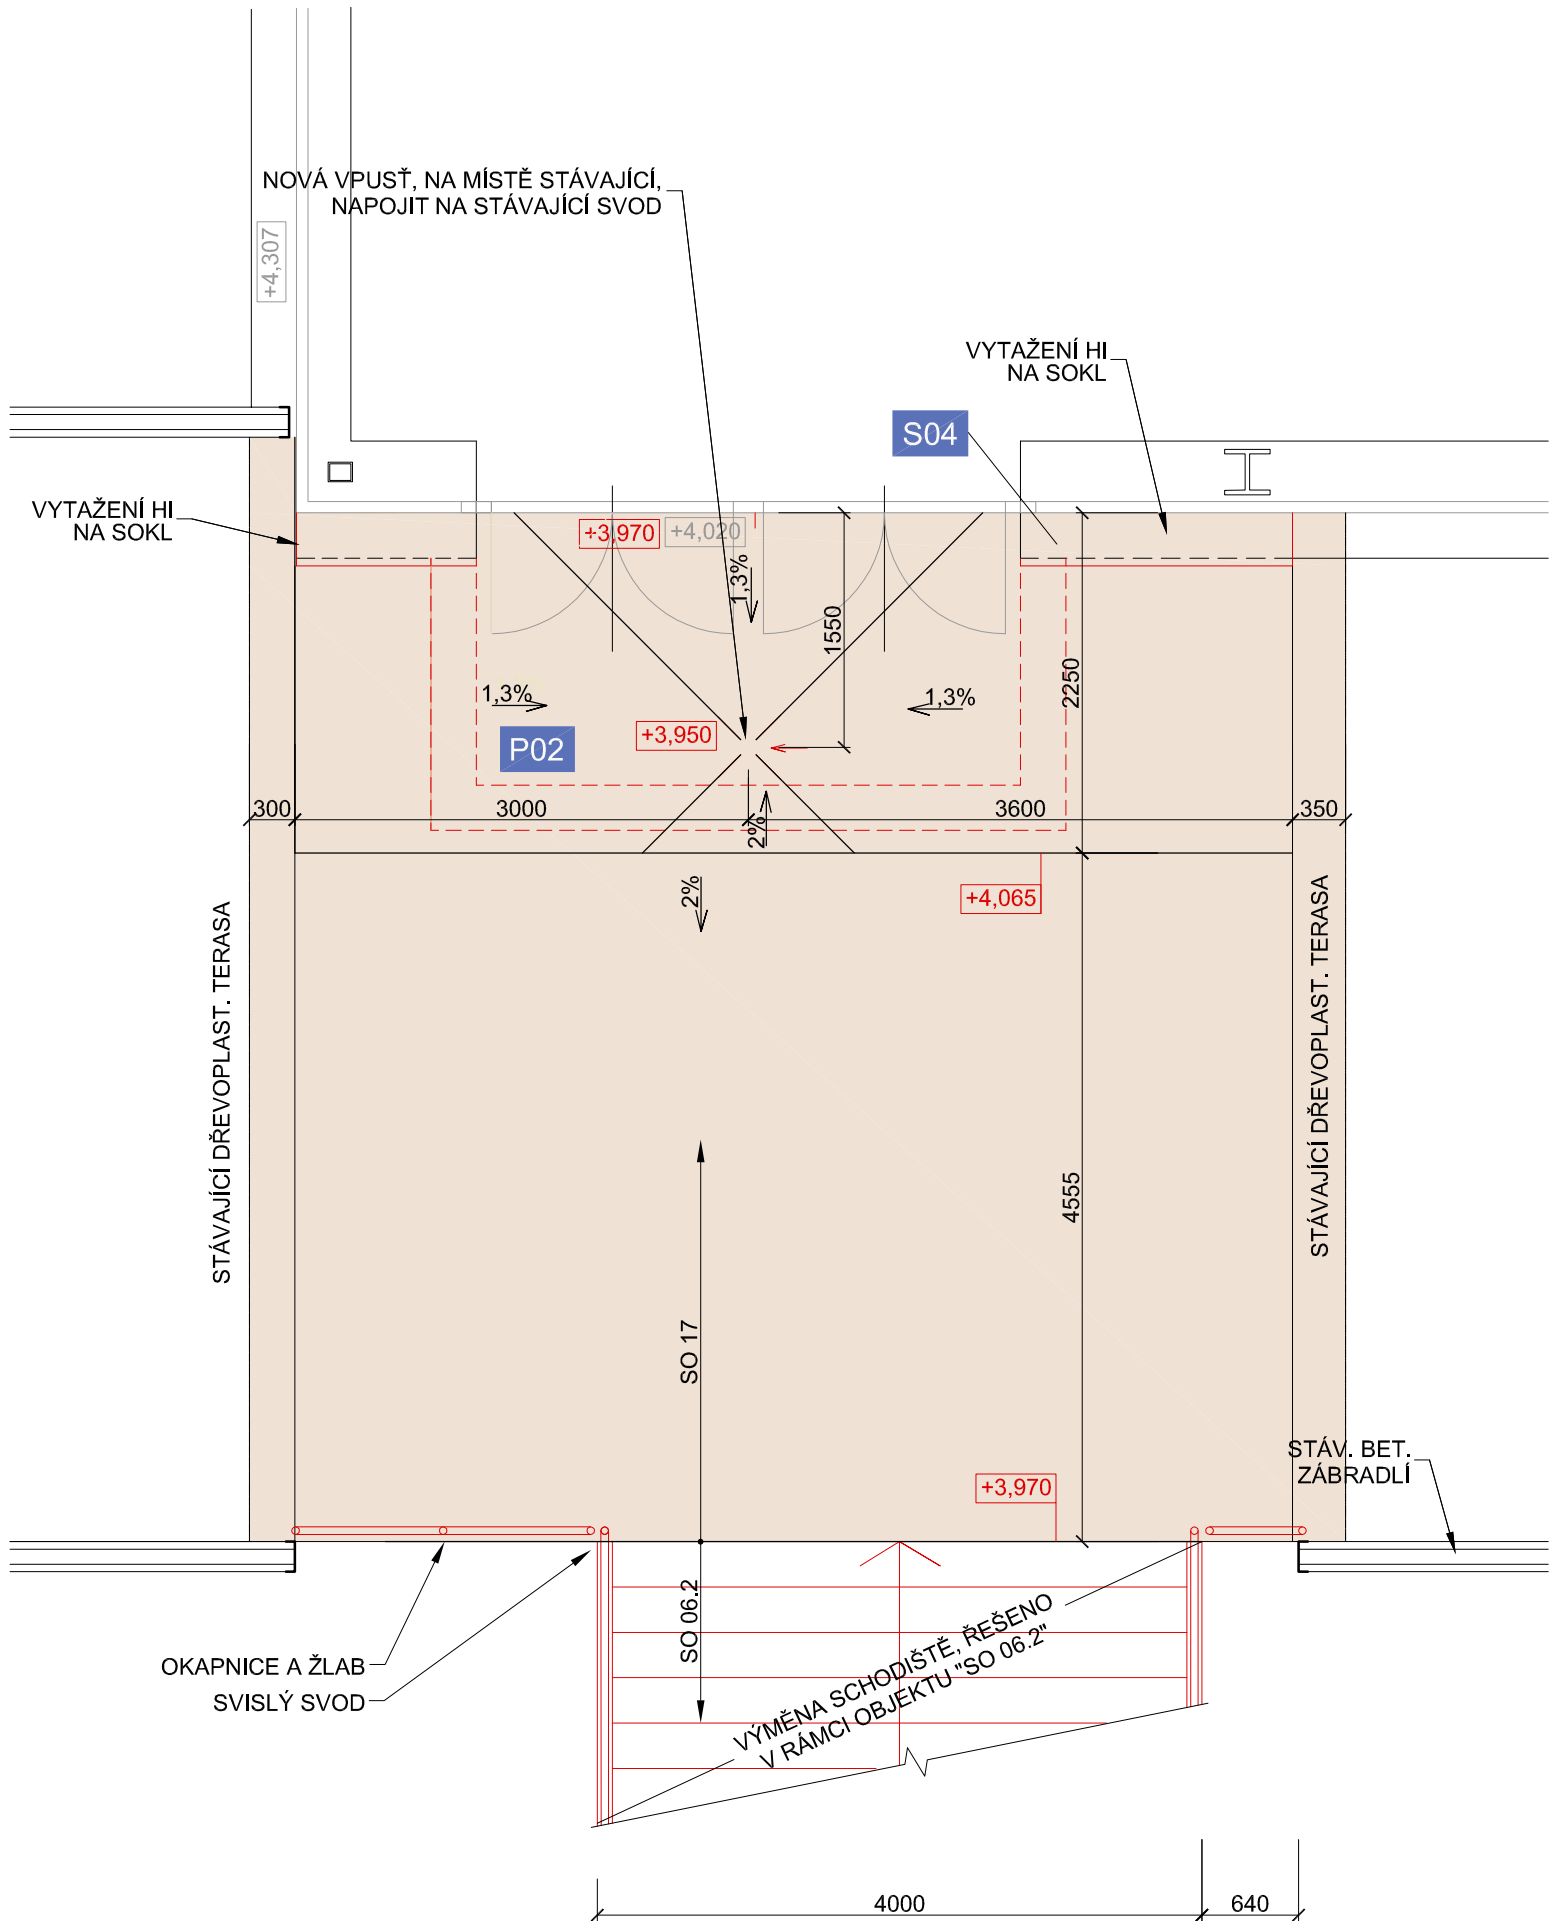 NOVÁ VPUSŤ, NA MÍSTĚ STÁVAJÍCÍ,
NAPOJIT NA STÁVAJÍCÍ SVOD
+4,307
VYTAŽENÍ HI
NA SOKL
S04
VYTAŽENÍ HI
NA SOKL
+3,970
+4,020
1,3%
1550
2250
1,3%
1,3%
+3,950
P02
300
3000
3600
350
2%
2%
+4,065
STÁVAJÍCÍ DŘEVOPLAST. TERASA
STÁVAJÍCÍ DŘEVOPLAST. TERASA
4555
SO 17
STÁV. BET.
ZÁBRADLÍ
+3,970
SO 06.2
VÝMĚNA SCHODIŠTĚ, ŘEŠENO
V RÁMCI OBJEKTU "SO 06.2"
OKAPNICE A ŽLAB
SVISLÝ SVOD
4000
640